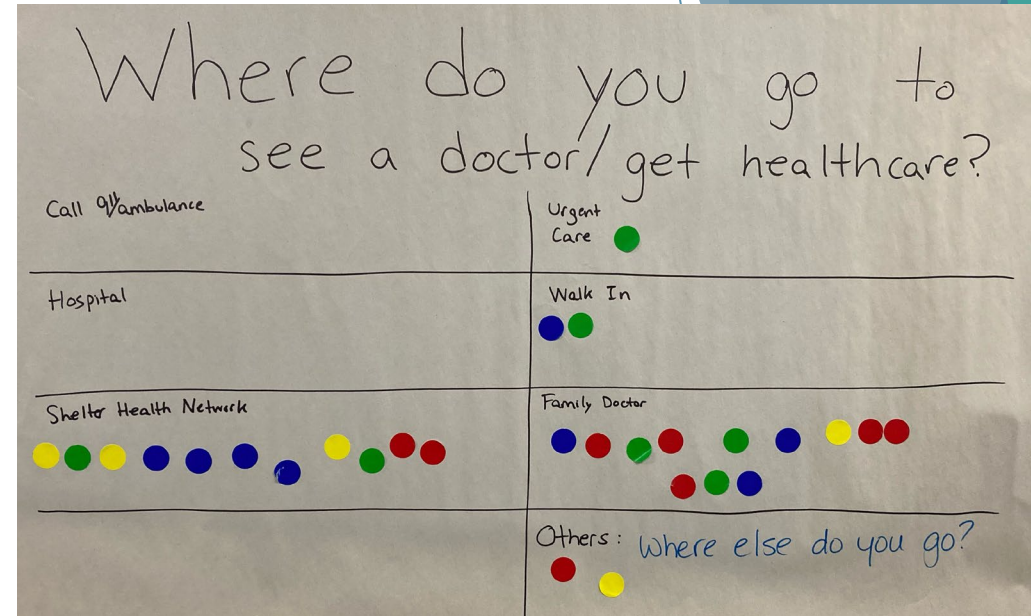 Where do you go to
see a doctor/get healthcare?
Call 911/ambulance
Urgent
Care
Hospital
Walk In
Shelter Health Network
Family Doctor
Others: Where else do you go?